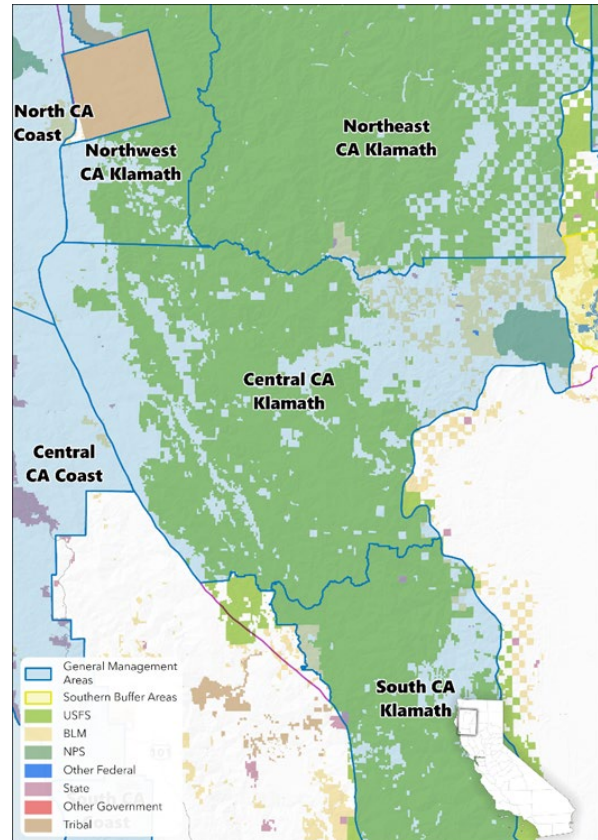 North CA
Coast
Northwest
CA Klamath
Northeast
CA Klamath
Central CA
Klamath
Central
CA Coast
South CA
Klamath
General Management
Areas
Southern Buffer Areas
USFS
BLM
NPS
Other Federal
State
Other Government
Tribal
101